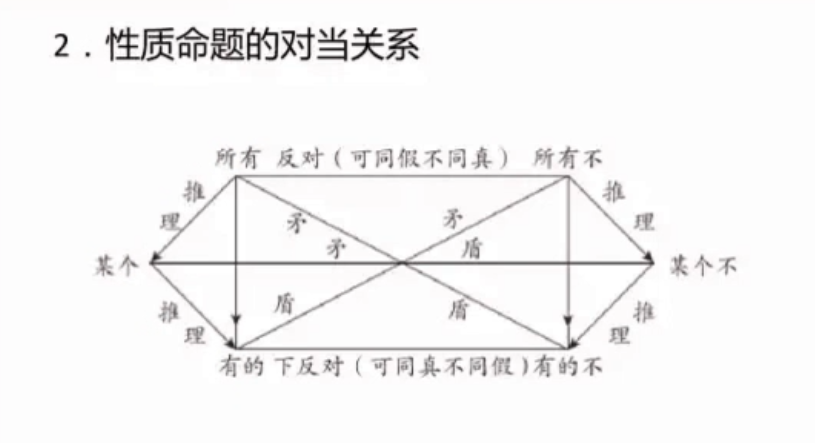 2．性质命题的对当关系
所有 反对（可同假不同真） 所有不
推 推
理 矛 矛 理
某个 矛 盾 某个不
推 盾 盾 推
理 理
有的 下反对（可同真不同假）有的不